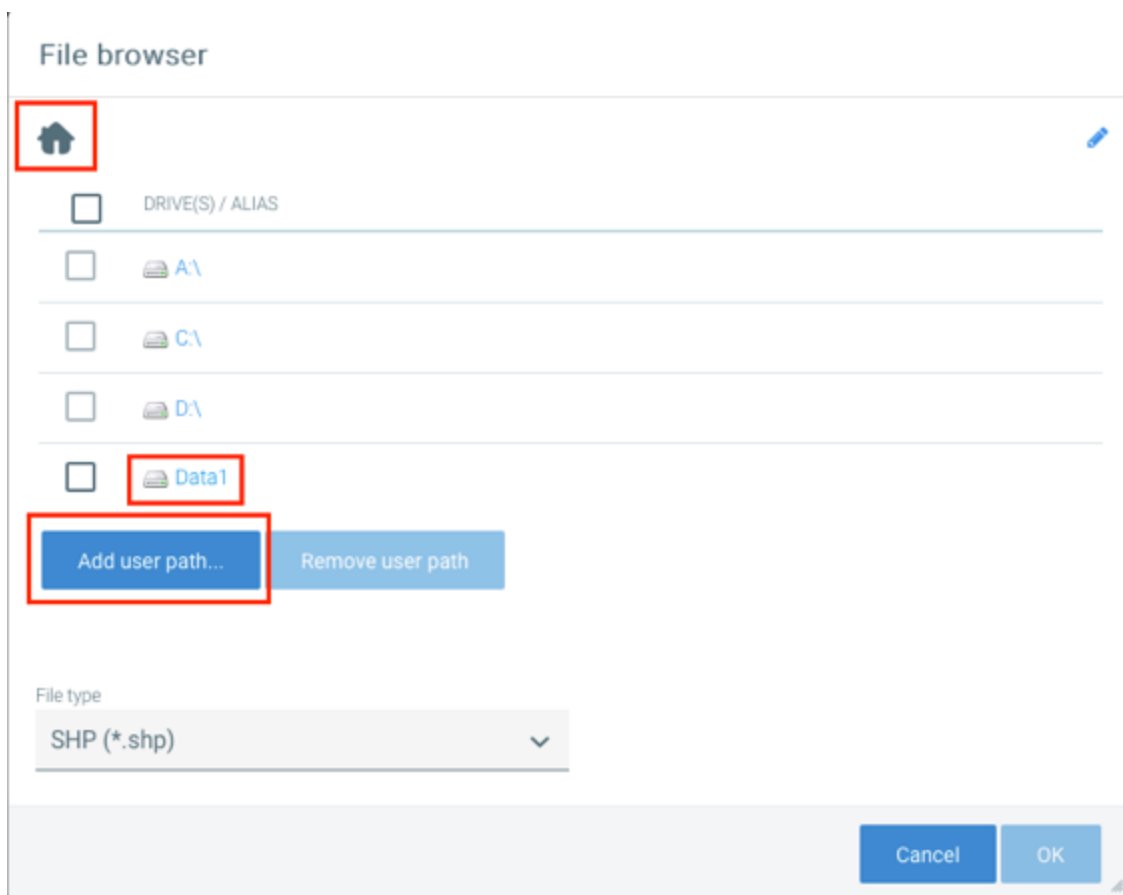 File browser
DRIVE(S) / ALIAS
A:\
C:\
D:\
Data1
Add user path... Remove user path
File type
SHP (*.shp)
Cancel OK